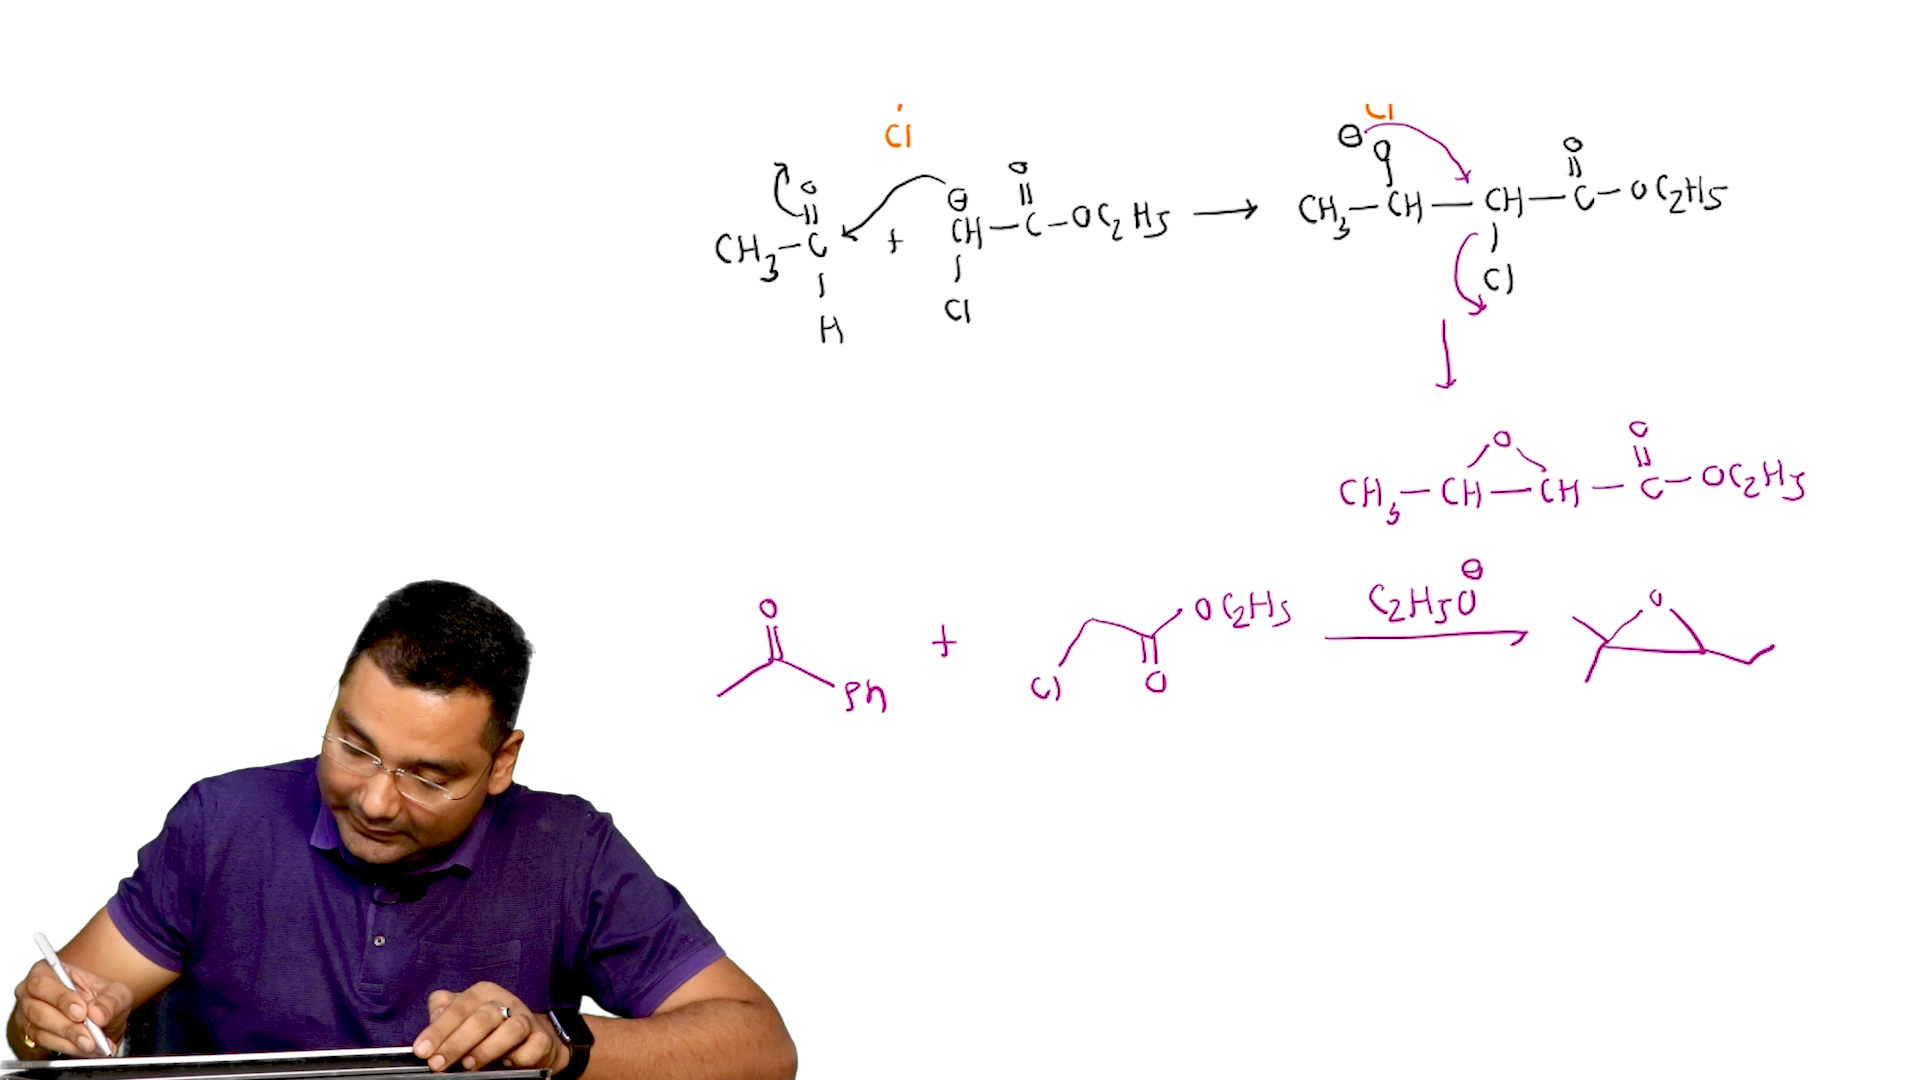 Cl
Cl
CH3-C(=O)-H + ⊖CH(Cl)-C(=O)-OC2H5 → CH3-CH(O⊖)-CH(Cl)-C(=O)-OC2H5
O O
CH3-CH-CH-C-OC2H5
O Ph + Cl O OC2H5 C2H5O⊖ O